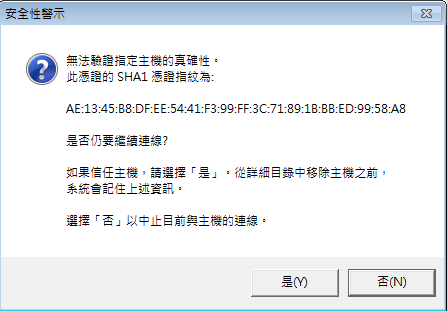 安全性警示
無法驗證指定主機的真確性。
此憑證的 SHA1 憑證指紋為:
AE:13:45:B8:DF:EE:54:41:F3:99:FF:3C:71:89:1B:BB:ED:99:58:A8
是否仍要繼續連線?
如果信任主機，請選擇「是」。從詳細目錄中移除主機之前，
系統會記住上述資訊。
選擇「否」以中止目前與主機的連線。
是(Y)
否(N)